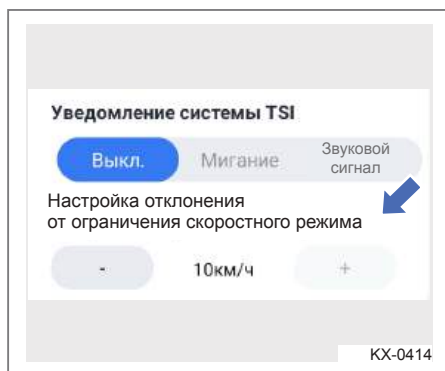 Уведомление системы TSI
Выкл. Мигание Звуковой сигнал
Настройка отклонения
от ограничения скоростного режима
- 10км/ч +
KX-0414